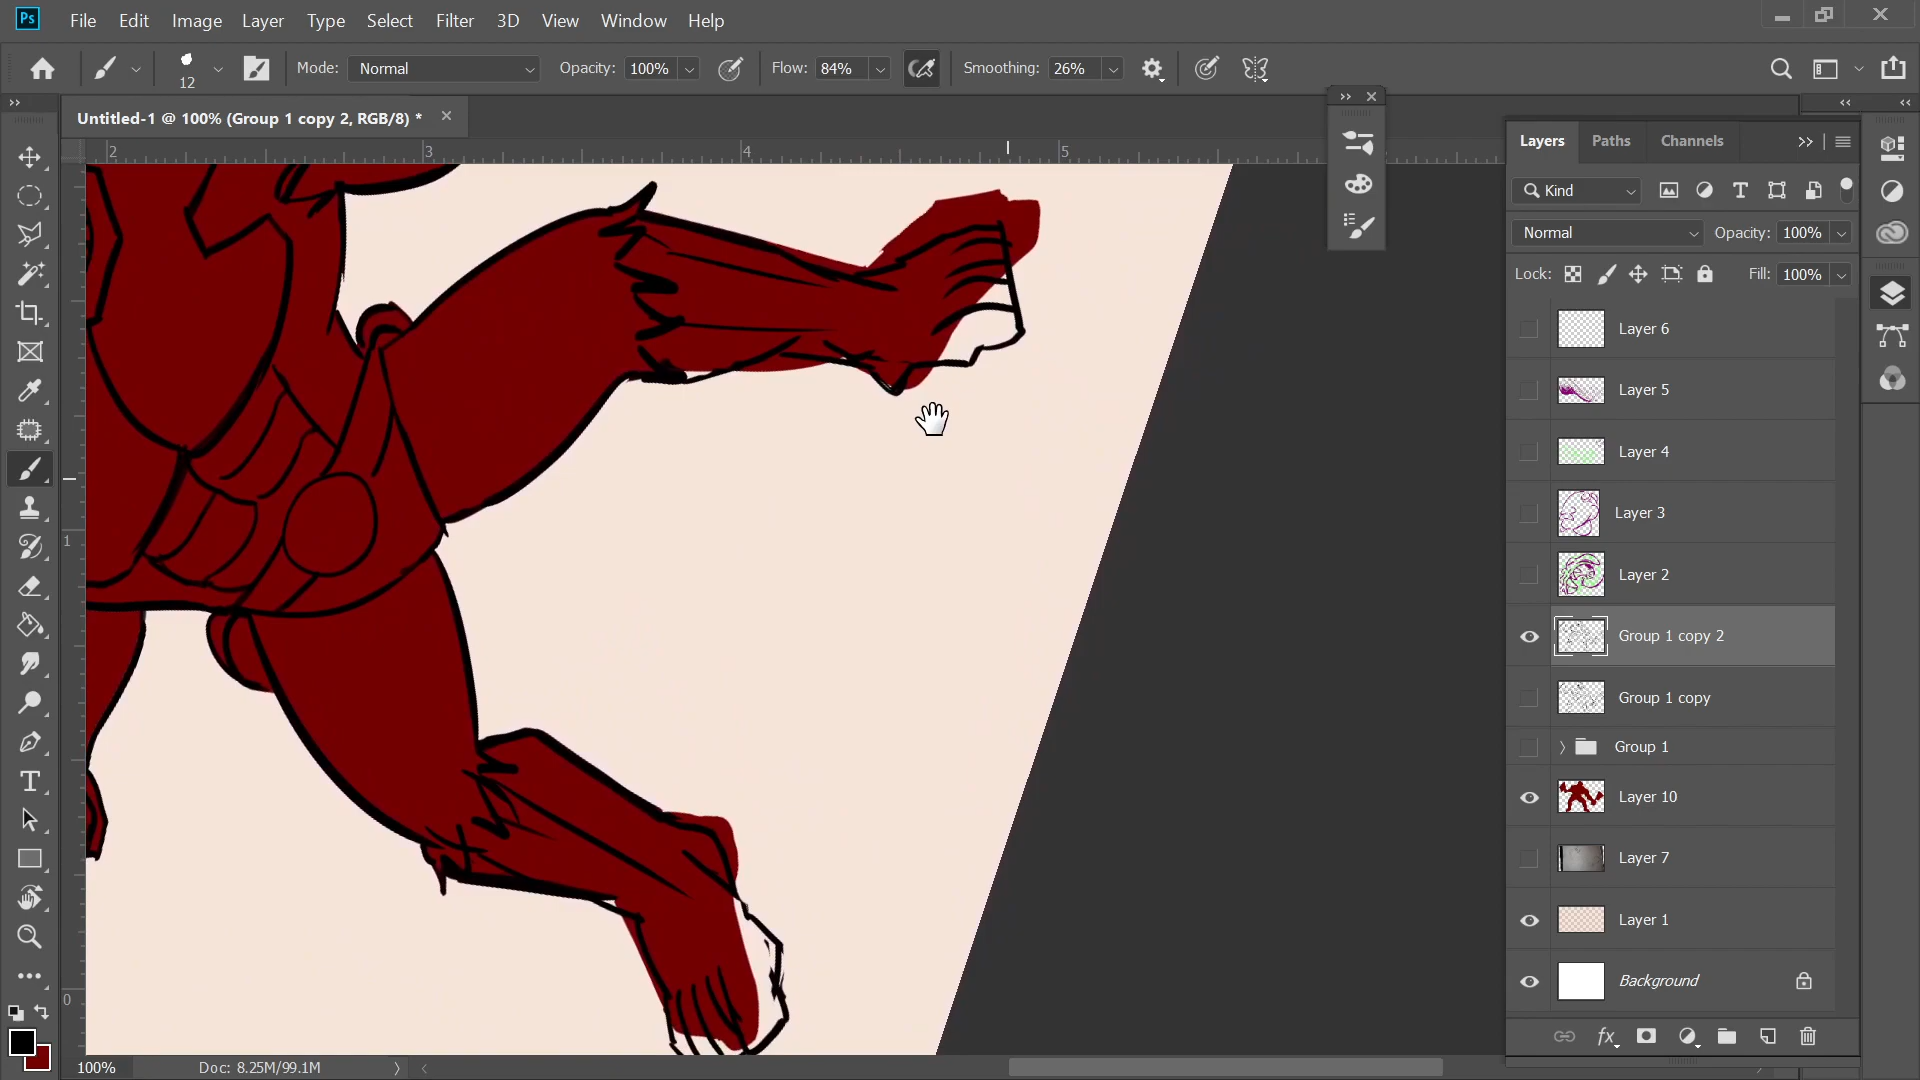 Ps File Edit Image Layer Type Select Filter 3D View Window Help
12 Mode: Normal Opacity: 100% Flow: 84% Smoothing: 26%
Untitled-1 @ 100% (Group 1 copy 2, RGB/8) *
2 3 4 5
Layers Paths Channels
Kind
Normal Opacity: 100%
Lock: Fill: 100%
Layer 6
Layer 5
Layer 4
Layer 3
Layer 2
Group 1 copy 2
Group 1 copy
Group 1
Layer 10
Layer 7
Layer 1
Background
1
0
100% Doc: 8.25M/99.1M